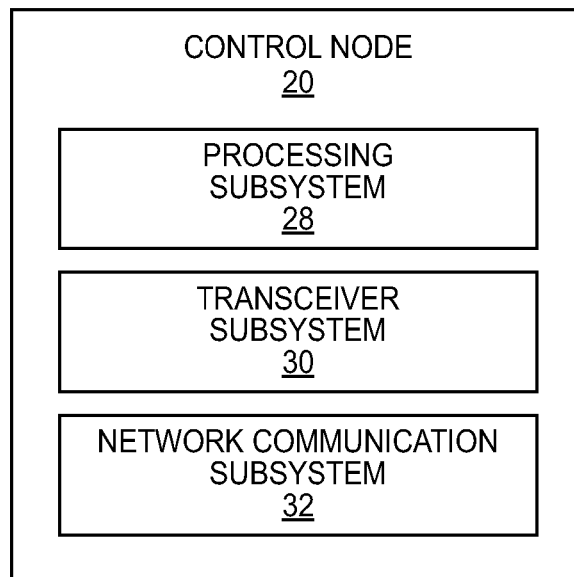 CONTROL NODE
20
PROCESSING
SUBSYSTEM
28
TRANSCEIVER
SUBSYSTEM
30
NETWORK COMMUNICATION
SUBSYSTEM
32